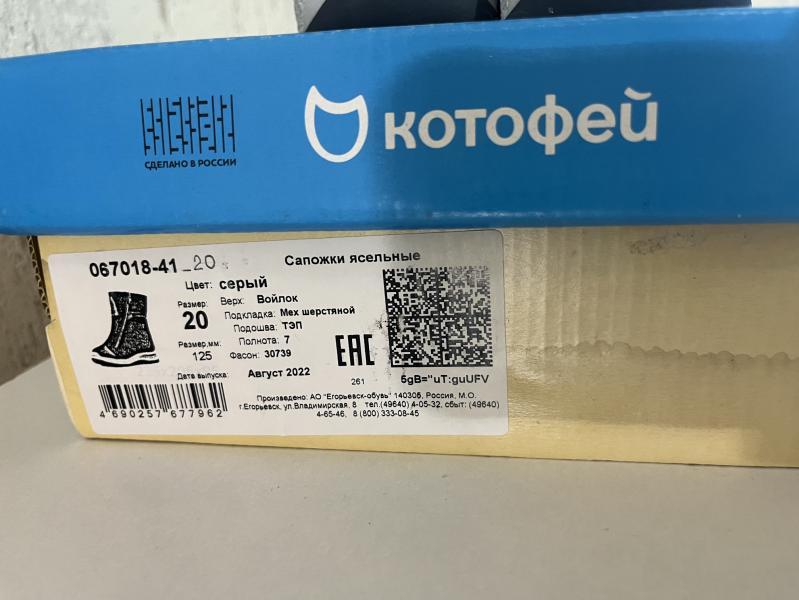 СДЕЛАНО В РОССИИ
котофей
067018-41_20
Сапожки ясельные
Цвет: серый
Размер: 20
Верх: Войлок
Подкладка: Мех шерстяной
Подошва: ТЭП
Размер,мм: 125
Полнота: 7
Фасон: 30739
Дата выпуска: Август 2022
EAC
261
6gB="uT:guUFV
4 690257 677962
Произведено: АО "Егорьевск-обувь" 140305, Россия, М.О.
г.Егорьевск, ул.Владимирская, 8 тел.(49640) 4-05-32, сбыт: (49640)
4-65-46, 8 (800) 333-08-45